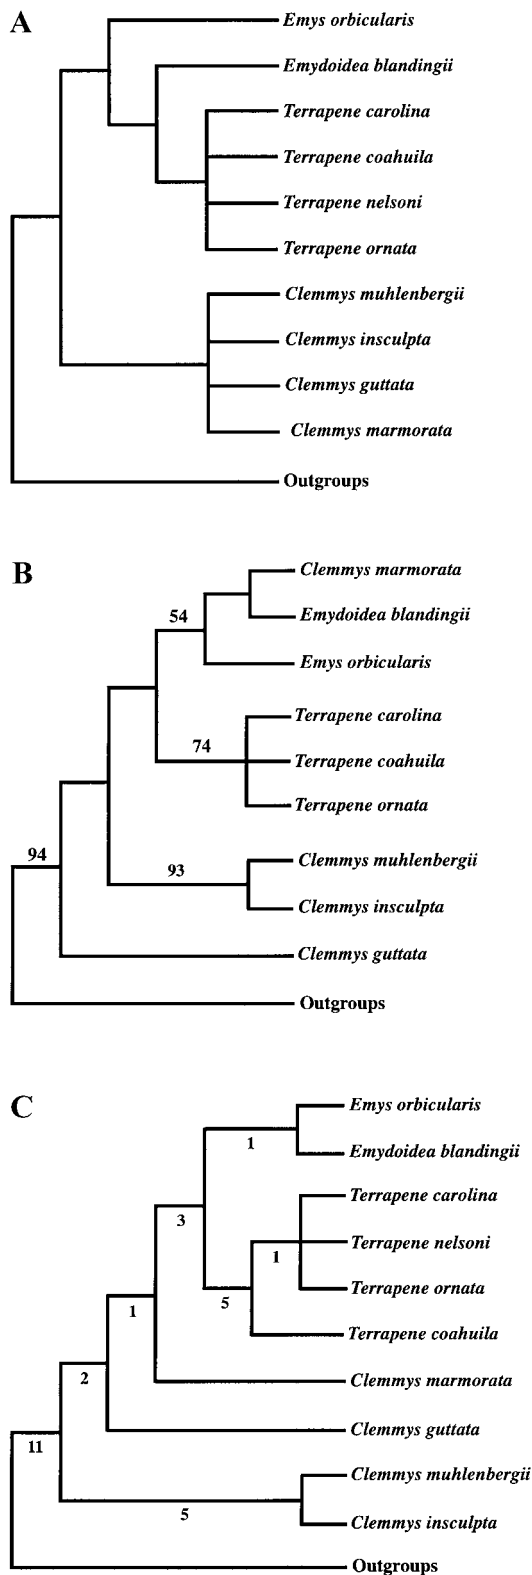 A
Emys orbicularis
Emydoidea blandingii
Terrapene carolina
Terrapene coahuila
Terrapene nelsoni
Terrapene ornata
Clemmys muhlenbergii
Clemmys insculpta
Clemmys guttata
Clemmys marmorata
Outgroups
B
Clemmys marmorata
54
Emydoidea blandingii
Emys orbicularis
Terrapene carolina
74
Terrapene coahuila
Terrapene ornata
94
Clemmys muhlenbergii
93
Clemmys insculpta
Clemmys guttata
Outgroups
C
Emys orbicularis
1
Emydoidea blandingii
Terrapene carolina
3
Terrapene nelsoni
1
Terrapene ornata
5
1
Terrapene coahuila
2
Clemmys marmorata
Clemmys guttata
11
Clemmys muhlenbergii
5
Clemmys insculpta
Outgroups